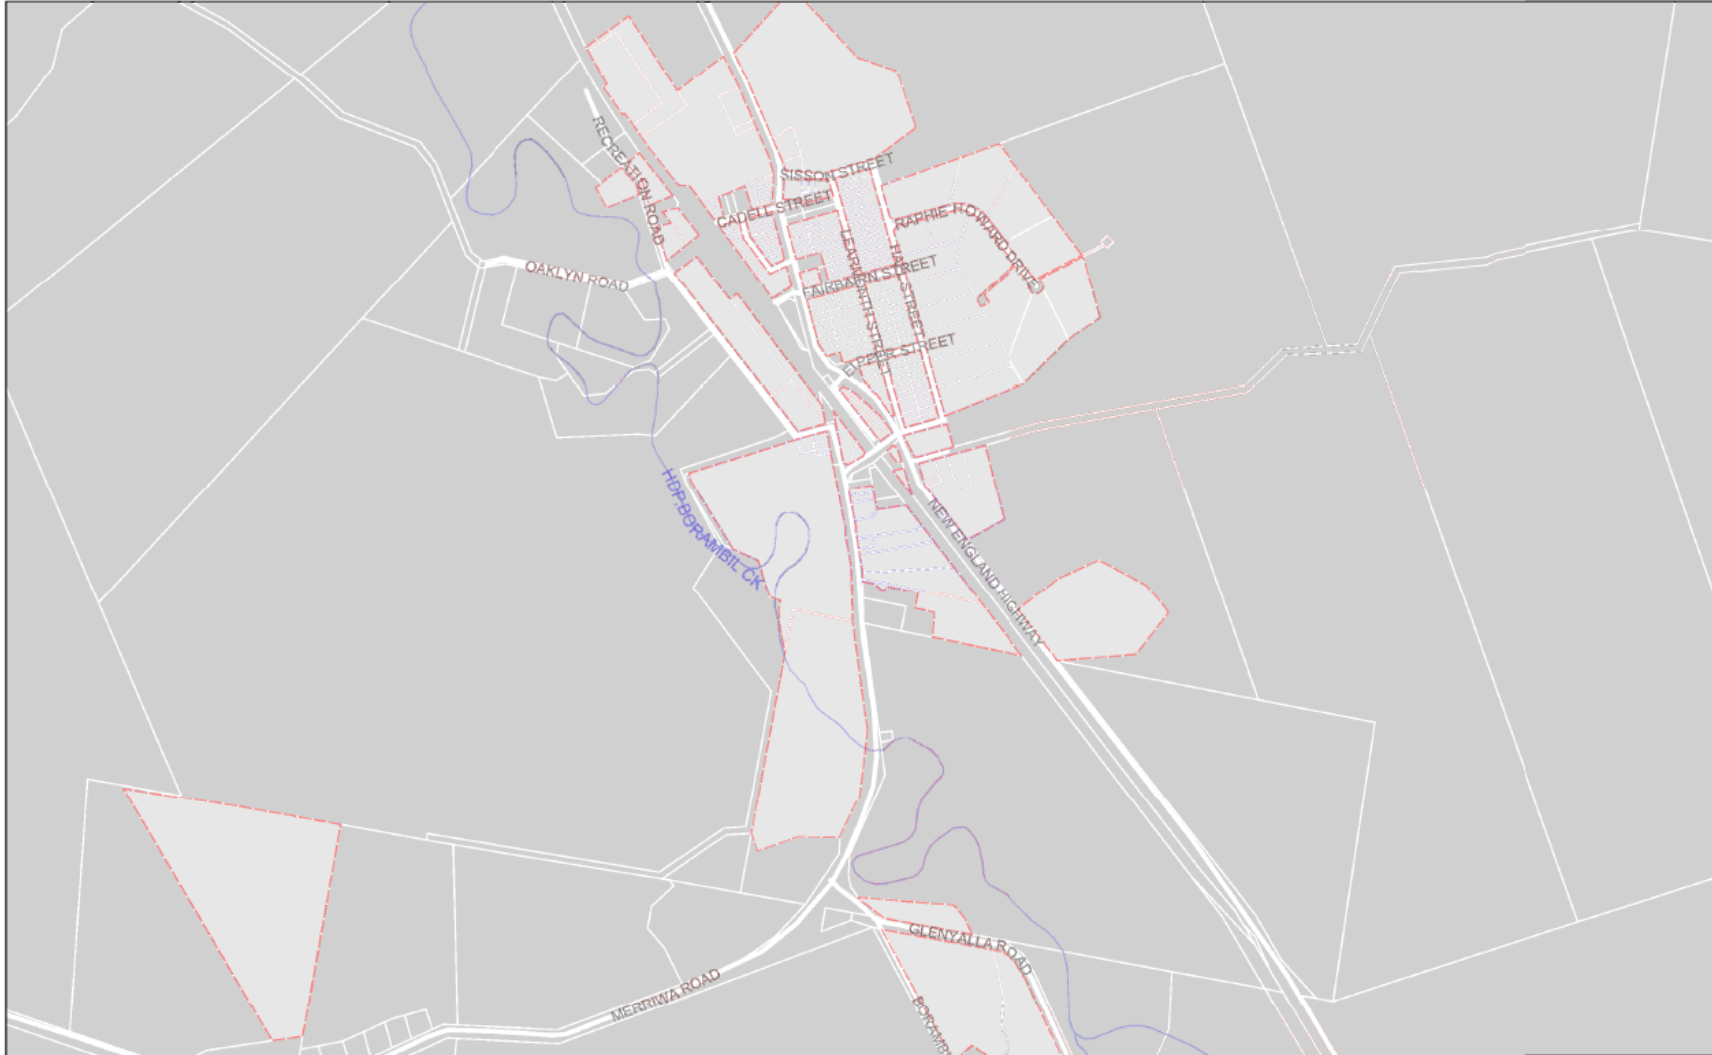 RECREATION ROAD
SISSON STREET
CADELL STREET
RAPHIE HOWARD DRIVE
OAKLYN ROAD
FAIRBAIRN STREET
STREET
STREET
HDP.BORAMBIL CK
NEW ENGLAND HIGHWAY
GLENYALLA ROAD
MERRIWA ROAD